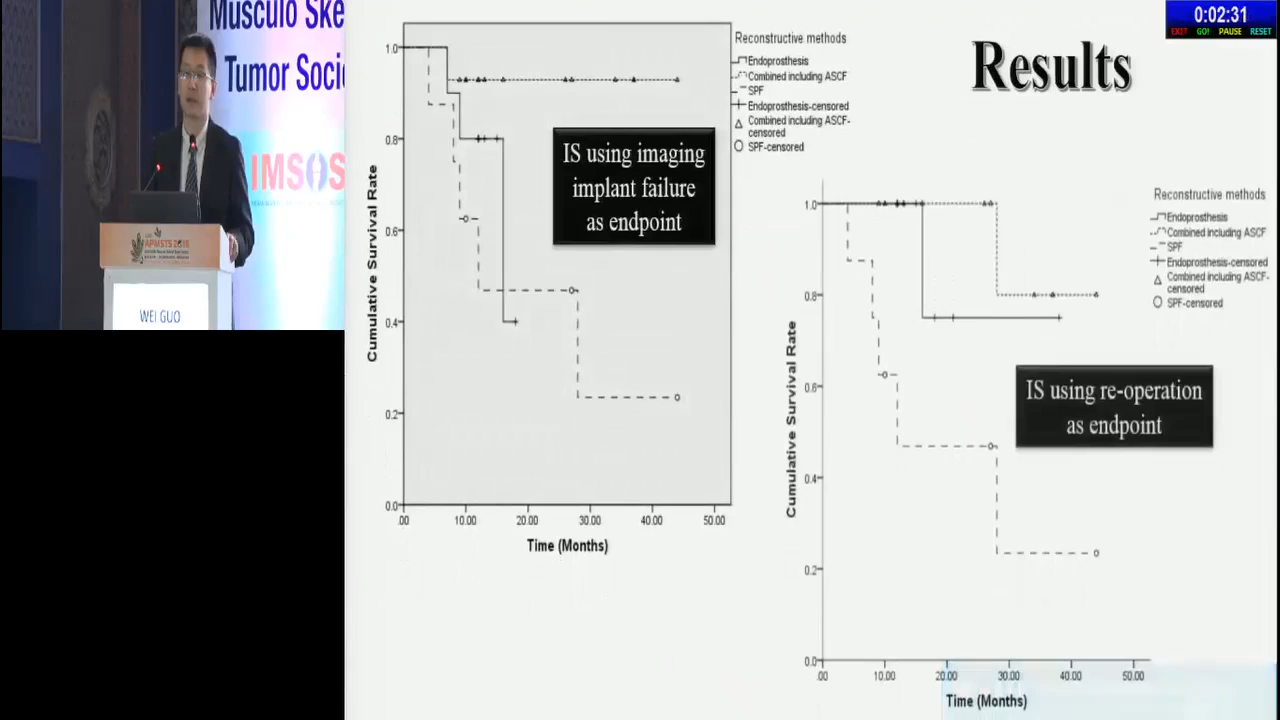 Musculo Ske
Tumor Socie
IMSOS
APMSTS 2018
WEI GUO
0:02:31
EXIT GO! PAUSE RESET
Results
Reconstructive methods
Endoprosthesis
Combined including ASCF
SPF
Endoprosthesis-censored
Combined including ASCF-
censored
SPF-censored
1.0
0.8
0.6
0.4
0.2
0.0
Cumulative Survival Rate
IS using imaging
implant failure
as endpoint
.00 10.00 20.00 30.00 40.00 50.00
Time (Months)
Reconstructive methods
Endoprosthesis
Combined including ASCF
SPF
Endoprosthesis-censored
Combined including ASCF-
censored
SPF-censored
1.0
0.8
0.6
0.4
0.2
0.0
Cumulative Survival Rate
IS using re-operation
as endpoint
.00 10.00 20.00 30.00 40.00 50.00
Time (Months)